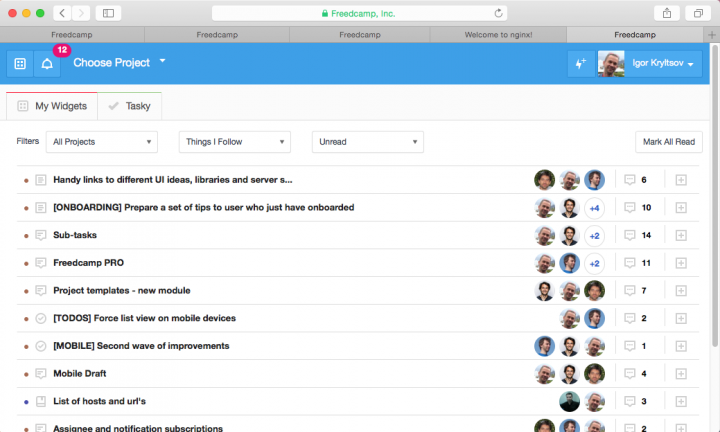 Freedcamp, Inc.
Freedcamp Freedcamp Freedcamp Welcome to nginx! Freedcamp
12
Choose Project Igor Kryltsov
My Widgets Tasky
Filters All Projects Things I Follow Unread Mark All Read
Handy links to different UI ideas, libraries and server s... 6
[ONBOARDING] Prepare a set of tips to user who just have onboarded +4 10
Sub-tasks +2 14
Freedcamp PRO +2 11
Project templates - new module 7
[TODOS] Force list view on mobile devices 2
[MOBILE] Second wave of improvements 1
Mobile Draft 4
List of hosts and url's 3
Assignee and notification subscriptions 2